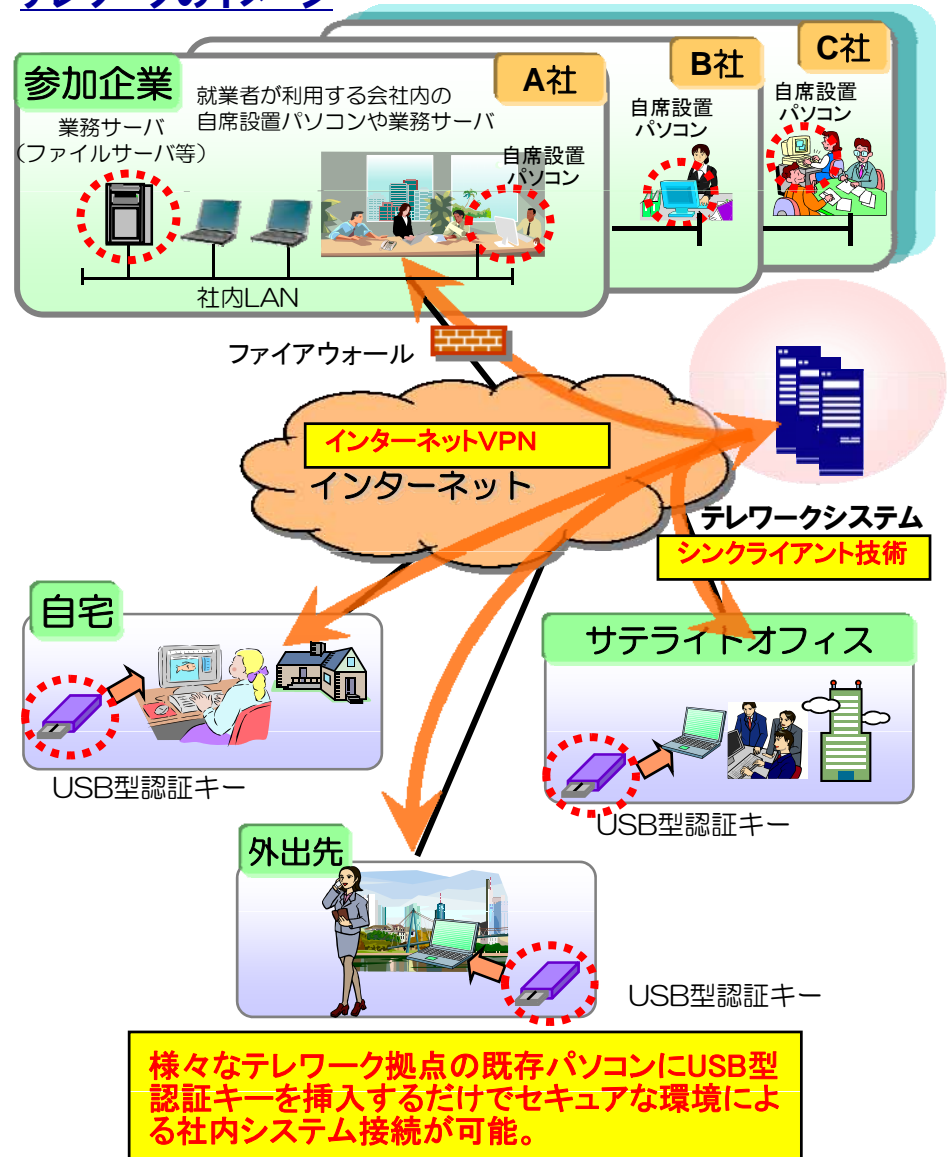 テレワークのイメージ
参加企業
A社
B社
C社
就業者が利用する会社内の
自席設置パソコンや業務サーバ
業務サーバ
(ファイルサーバ等)
自席設置
パソコン
自席設置
パソコン
自席設置
パソコン
社内LAN
ファイアウォール
インターネットVPN
インターネット
テレワークシステム
シンクライアント技術
自宅
USB型認証キー
サテライトオフィス
USB型認証キー
外出先
USB型認証キー
様々なテレワーク拠点の既存パソコンにUSB型
認証キーを挿入するだけでセキュアな環境によ
る社内システム接続が可能。